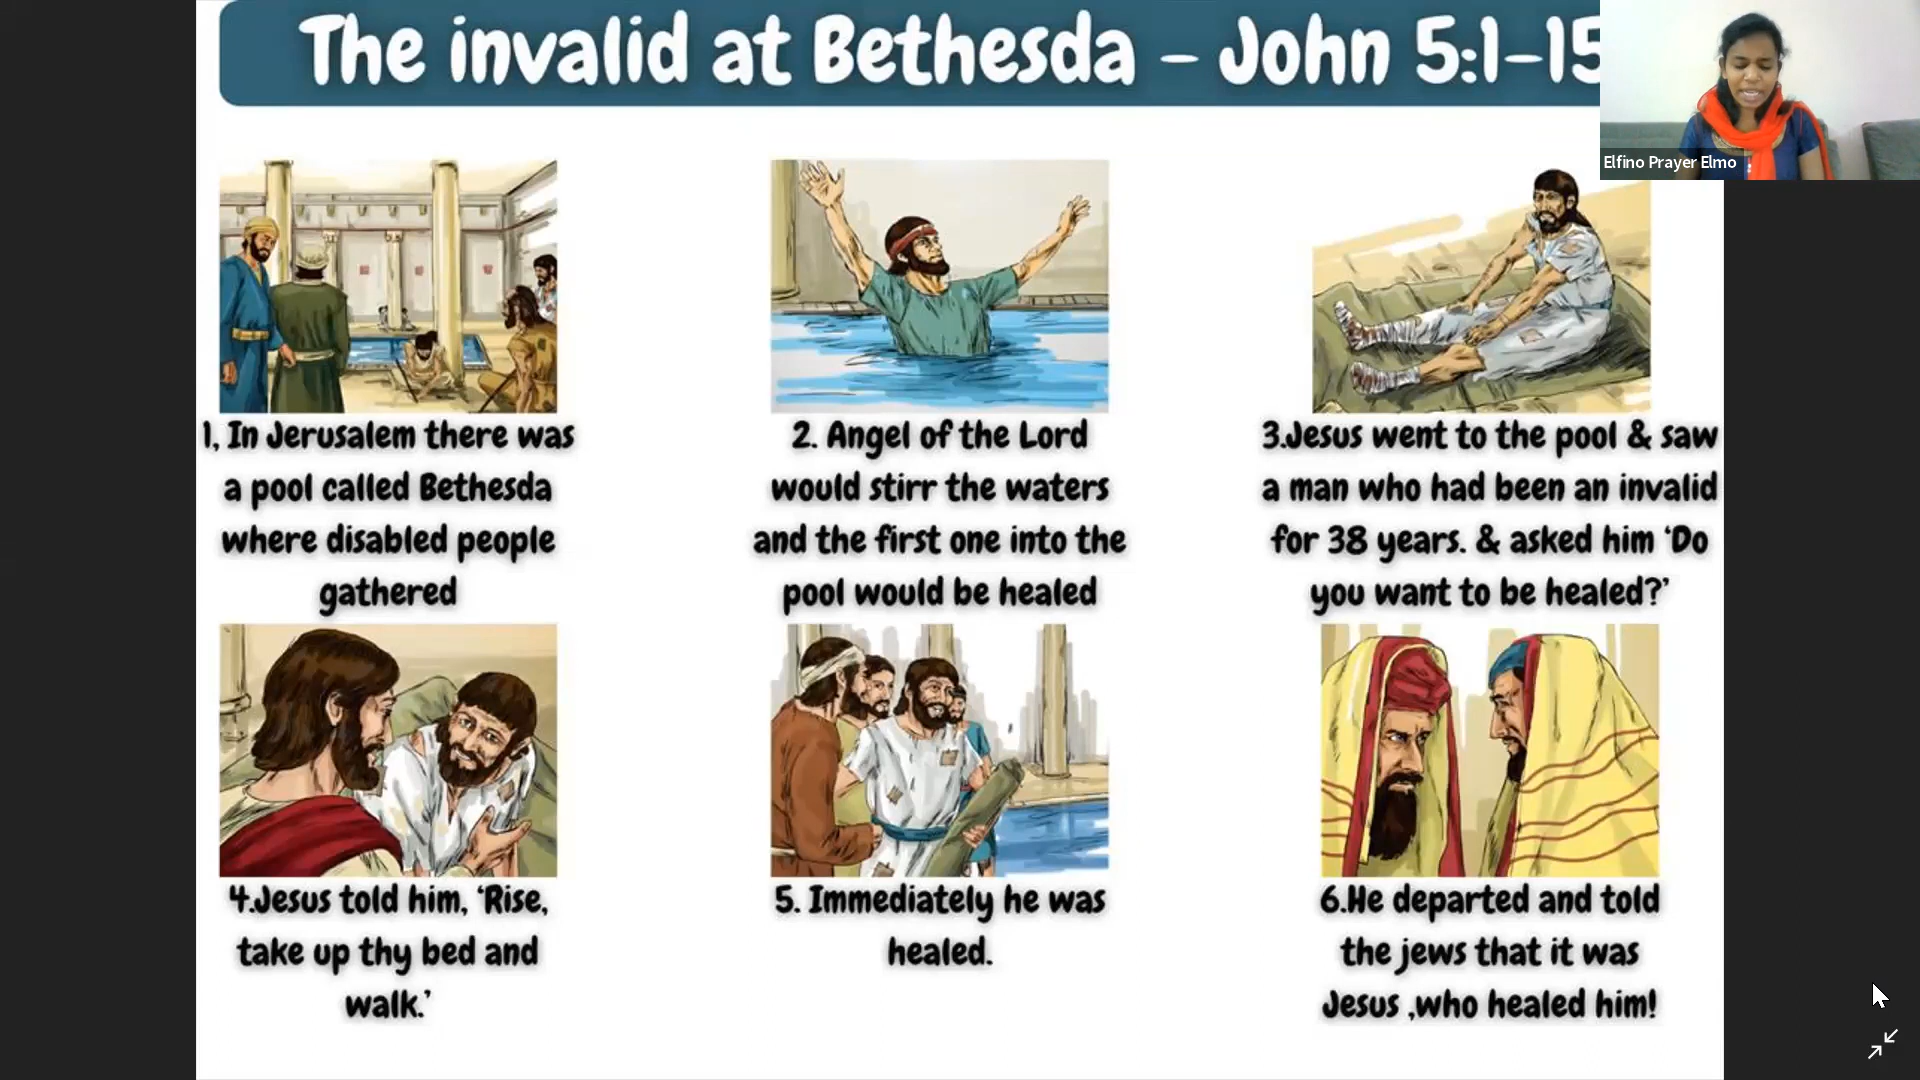 The invalid at Bethesda - John 5:1-15
Elfino Prayer Elmo
1, In Jerusalem there was
a pool called Bethesda
where disabled people
gathered
2. Angel of the Lord
would stirr the waters
and the first one into the
pool would be healed
3.Jesus went to the pool & saw
a man who had been an invalid
for 38 years. & asked him ‘Do
you want to be healed?’
4.Jesus told him, ‘Rise,
take up thy bed and
walk.’
5. Immediately he was
healed.
6.He departed and told
the jews that it was
Jesus ,who healed him!